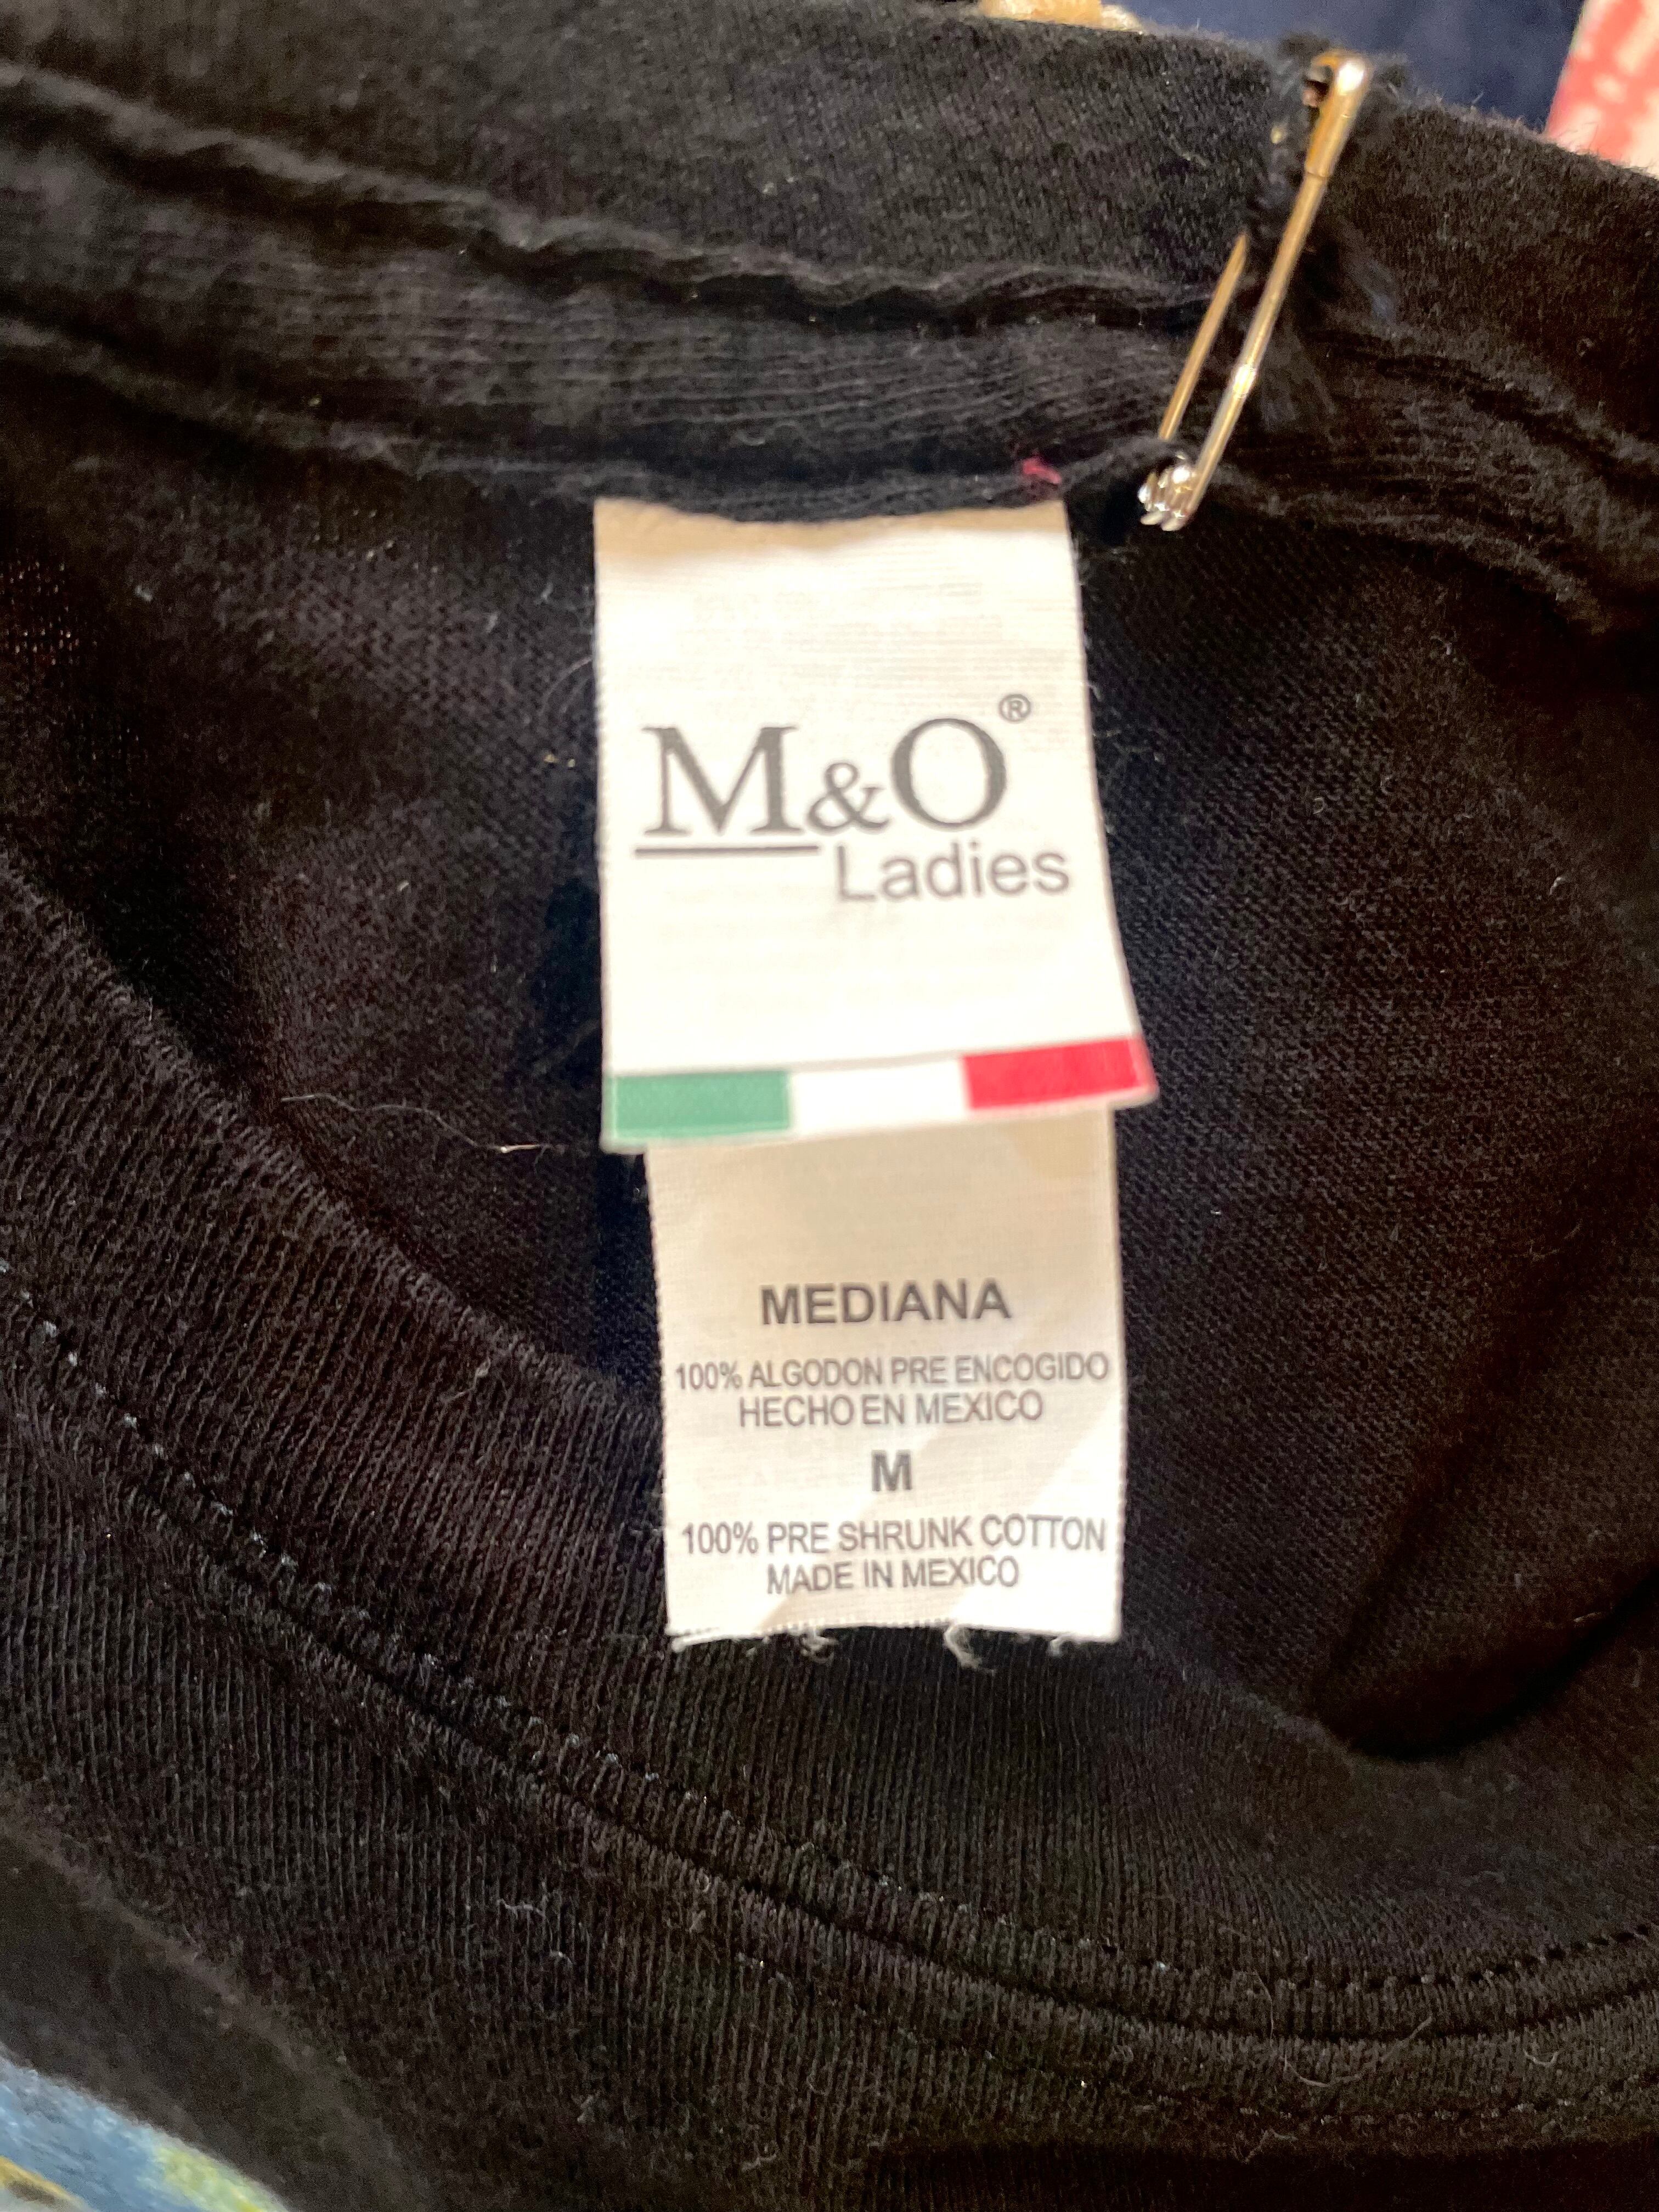 M&O®
Ladies
MEDIANA
100% ALGODON PRE ENCOGIDO
HECHO EN MEXICO
M
100% PRE SHRUNK COTTON
MADE IN MEXICO